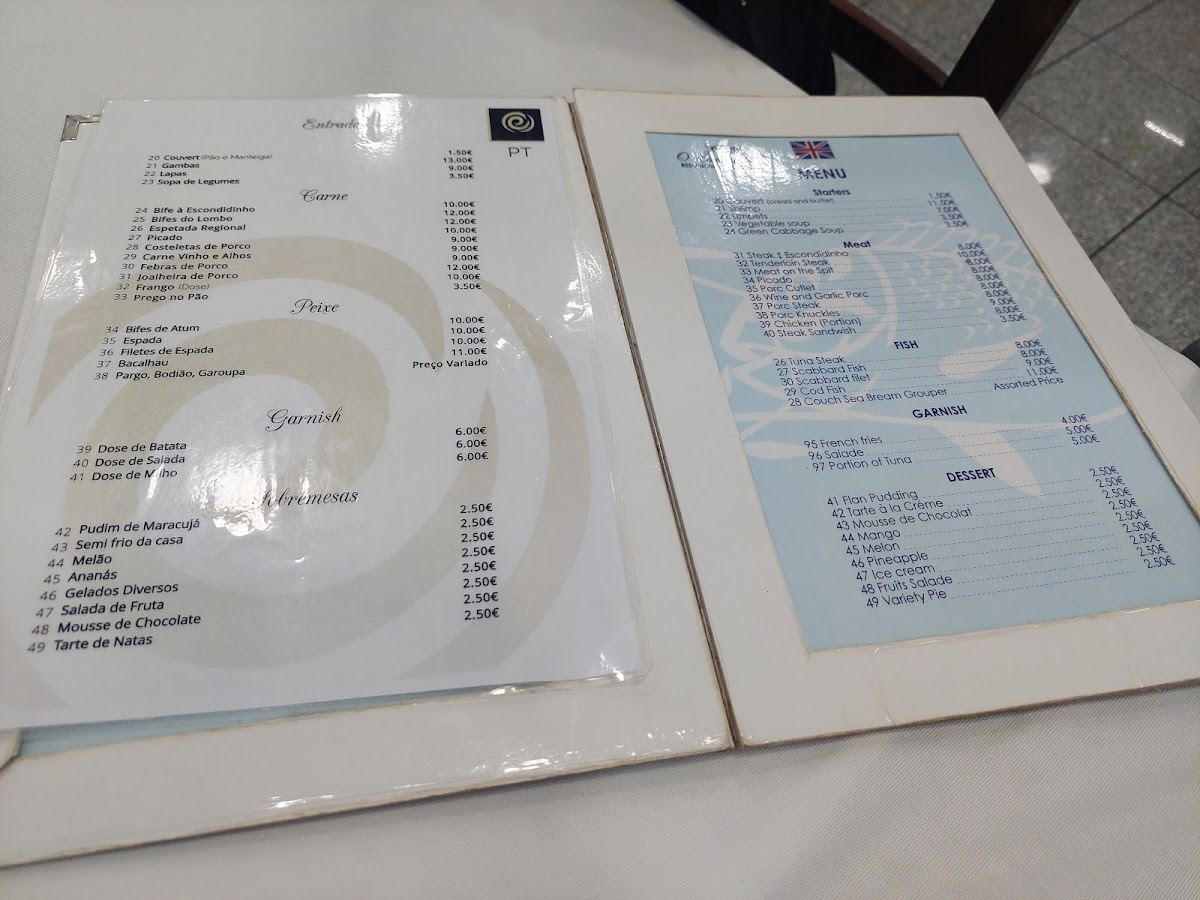 Entrade
PT
20 Couvert (Pão e Manteiga) 1.50€
21 Gambas 13.00€
22 Lapas 9.00€
23 Sopa de Legumes 3.50€
Carne
24 Bife à Escondidinho 10.00€
25 Bifes do Lombo 12.00€
26 Espetada Regional 12.00€
27 Picado 10.00€
28 Costeletas de Porco 9.00€
29 Carne Vinho e Alhos 9.00€
30 Febras de Porco 9.00€
31 Joalheira de Porco 12.00€
32 Frango (Dose) 10.00€
33 Prego no Pão 3.50€
Peixe
34 Bifes de Atum 10.00€
35 Espada 10.00€
36 Filetes de Espada 10.00€
37 Bacalhau 11.00€
38 Pargo, Bodião, Garoupa Preço Variado
Garnish
39 Dose de Batata 6.00€
40 Dose de Salada 6.00€
41 Dose de Milho 6.00€
Sobremesas
42 Pudim de Maracujá 2.50€
43 Semi frio da casa 2.50€
44 Melão 2.50€
45 Ananás 2.50€
46 Gelados Diversos 2.50€
47 Salada de Fruta 2.50€
48 Mousse de Chocolate 2.50€
49 Tarte de Natas 2.50€
MENU
Starters
20 Couvert (bread and butter) 1.50€
21 Shrimp 11.50€
22 Limpets 7.00€
23 Vegetable soup 3.50€
24 Green Cabbage Soup 3.50€
Meat
31 Steak Escondidinho 8.00€
32 Tenderloin Steak 10.00€
33 Meat on the Spit 8.00€
34 Picado 8.00€
35 Porc Cutlet 8.00€
36 Wine and Garlic Porc 8.00€
37 Porc Steak 8.00€
38 Porc Knuckles 9.00€
39 Chicken (Portion) 8.00€
40 Steak Sandwish 3.50€
FISH
26 Tuna Steak 8.00€
27 Scabbard Fish 8.00€
30 Scabbard filet 9.00€
29 Cod Fish 11.00€
28 Couch Sea Bream Grouper Assorted Price
GARNISH
95 French fries 4.00€
96 Salade 5.00€
97 Portion of Tuna 5.00€
DESSERT
41 Flan Pudding 2.50€
42 Tarte à la Crème 2.50€
43 Mousse de Chocolat 2.50€
44 Mango 2.50€
45 Melon 2.50€
46 Pineapple 2.50€
47 Ice cream 2.50€
48 Fruits Salade 2.50€
49 Variety Pie 2.50€